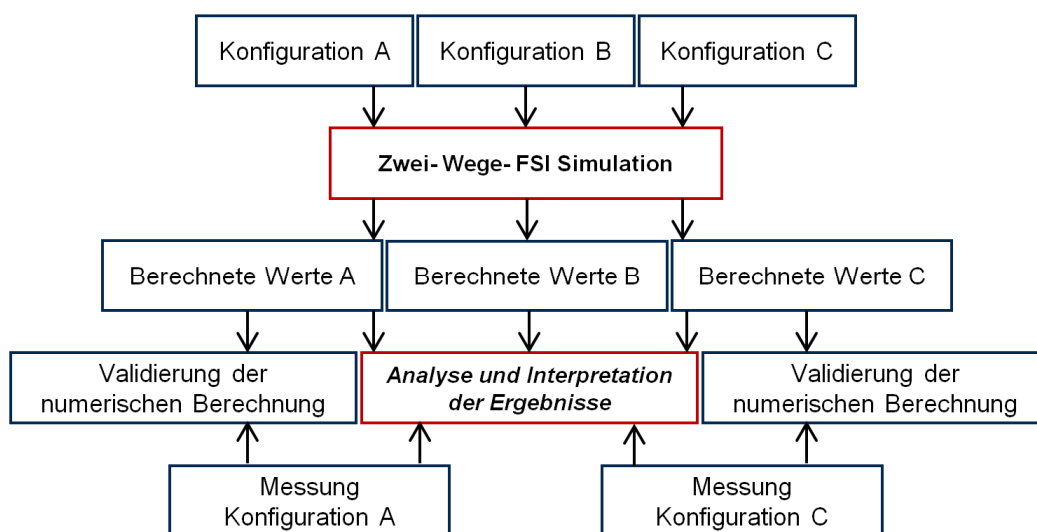 Konfiguration A
Konfiguration B
Konfiguration C
Zwei- Wege- FSI Simulation
Berechnete Werte A
Berechnete Werte B
Berechnete Werte C
Validierung der
numerischen Berechnung
Analyse und Interpretation
der Ergebnisse
Validierung der
numerischen Berechnung
Messung
Konfiguration A
Messung
Konfiguration C